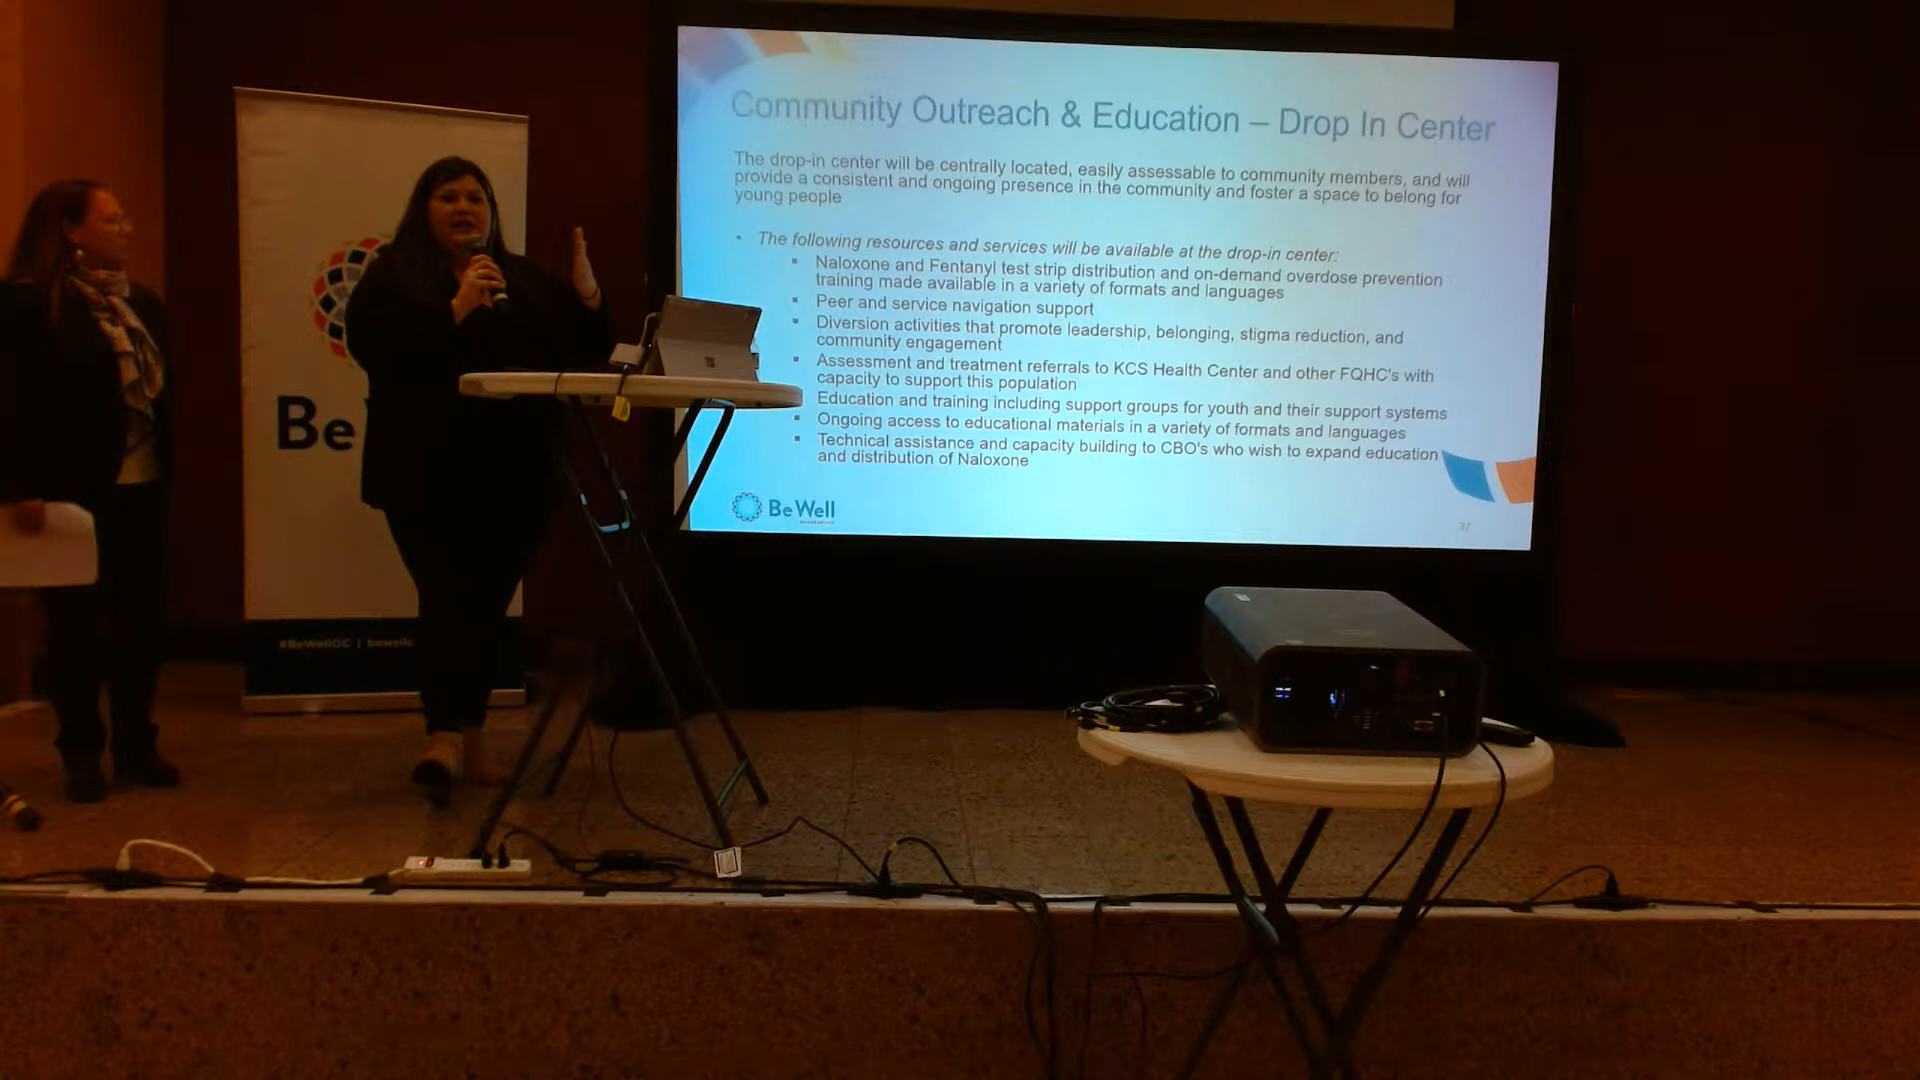 Community Outreach & Education – Drop In Center
The drop-in center will be centrally located, easily assessable to community members, and will
provide a consistent and ongoing presence in the community and foster a space to belong for
young people
• The following resources and services will be available at the drop-in center:
▪ Naloxone and Fentanyl test strip distribution and on-demand overdose prevention
training made available in a variety of formats and languages
▪ Peer and service navigation support
▪ Diversion activities that promote leadership, belonging, stigma reduction, and
community engagement
▪ Assessment and treatment referrals to KCS Health Center and other FQHC's with
capacity to support this population
Education and training including support groups for youth and their support systems
▪ Ongoing access to educational materials in a variety of formats and languages
▪ Technical assistance and capacity building to CBO's who wish to expand education
and distribution of Naloxone
Be Well
37
Be
#BeWellOC | bewellc